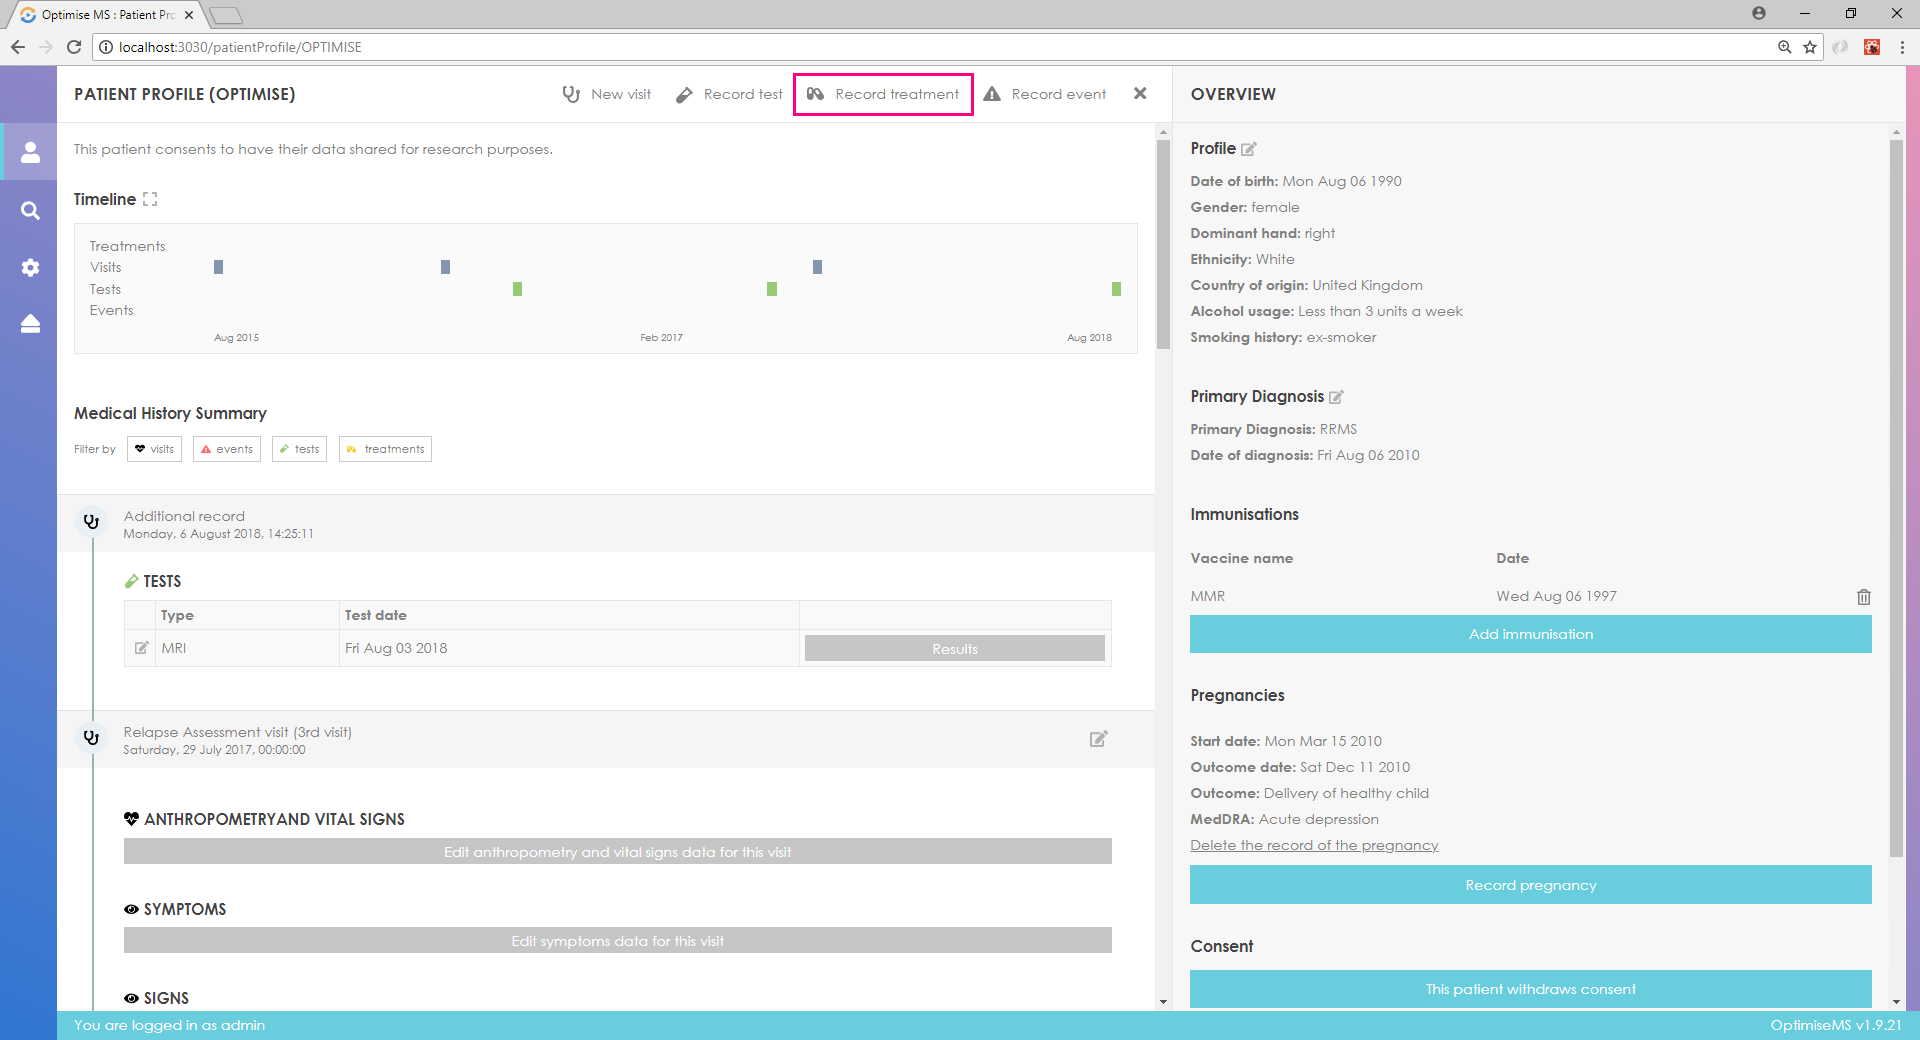 Optimise MS : Patient Pro
localhost:3030/patientProfile/OPTIMISE
PATIENT PROFILE (OPTIMISE)
New visit
Record test
Record treatment
Record event
OVERVIEW
This patient consents to have their data shared for research purposes.
Timeline
Treatments
Visits
Tests
Events
Aug 2015
Feb 2017
Aug 2018
Medical History Summary
Filter by
visits
events
tests
treatments
Additional record
Monday, 6 August 2018, 14:25:11
TESTS
Type
Test date
MRI
Fri Aug 03 2018
Results
Relapse Assessment visit (3rd visit)
Saturday, 29 July 2017, 00:00:00
ANTHROPOMETRYAND VITAL SIGNS
Edit anthropometry and vital signs data for this visit
SYMPTOMS
Edit symptoms data for this visit
SIGNS
Profile
Date of birth: Mon Aug 06 1990
Gender: female
Dominant hand: right
Ethnicity: White
Country of origin: United Kingdom
Alcohol usage: Less than 3 units a week
Smoking history: ex-smoker
Primary Diagnosis
Primary Diagnosis: RRMS
Date of diagnosis: Fri Aug 06 2010
Immunisations
Vaccine name
Date
MMR
Wed Aug 06 1997
Add immunisation
Pregnancies
Start date: Mon Mar 15 2010
Outcome date: Sat Dec 11 2010
Outcome: Delivery of healthy child
MedDRA: Acute depression
Delete the record of the pregnancy
Record pregnancy
Consent
This patient withdraws consent
You are logged in as admin
OptimiseMS v1.9.21